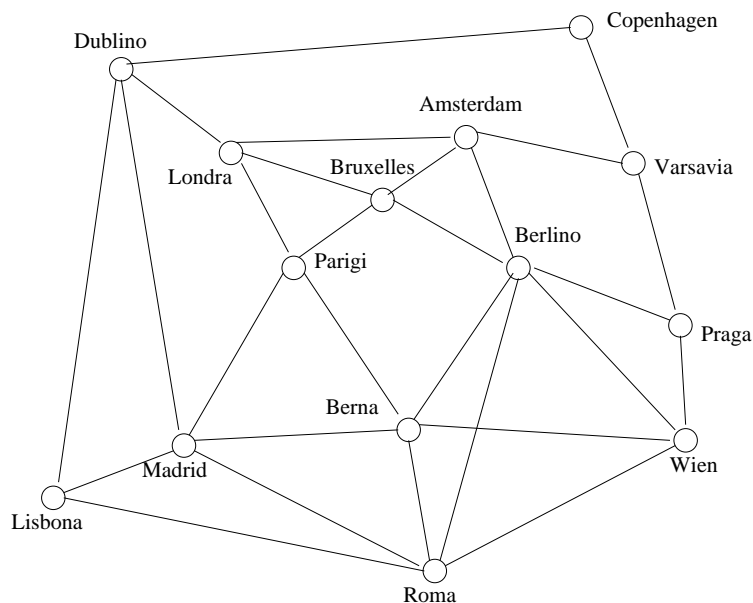 Copenhagen
Dublino
Amsterdam
Bruxelles
Varsavia
Londra
Berlino
Parigi
Praga
Berna
Wien
Madrid
Lisbona
Roma